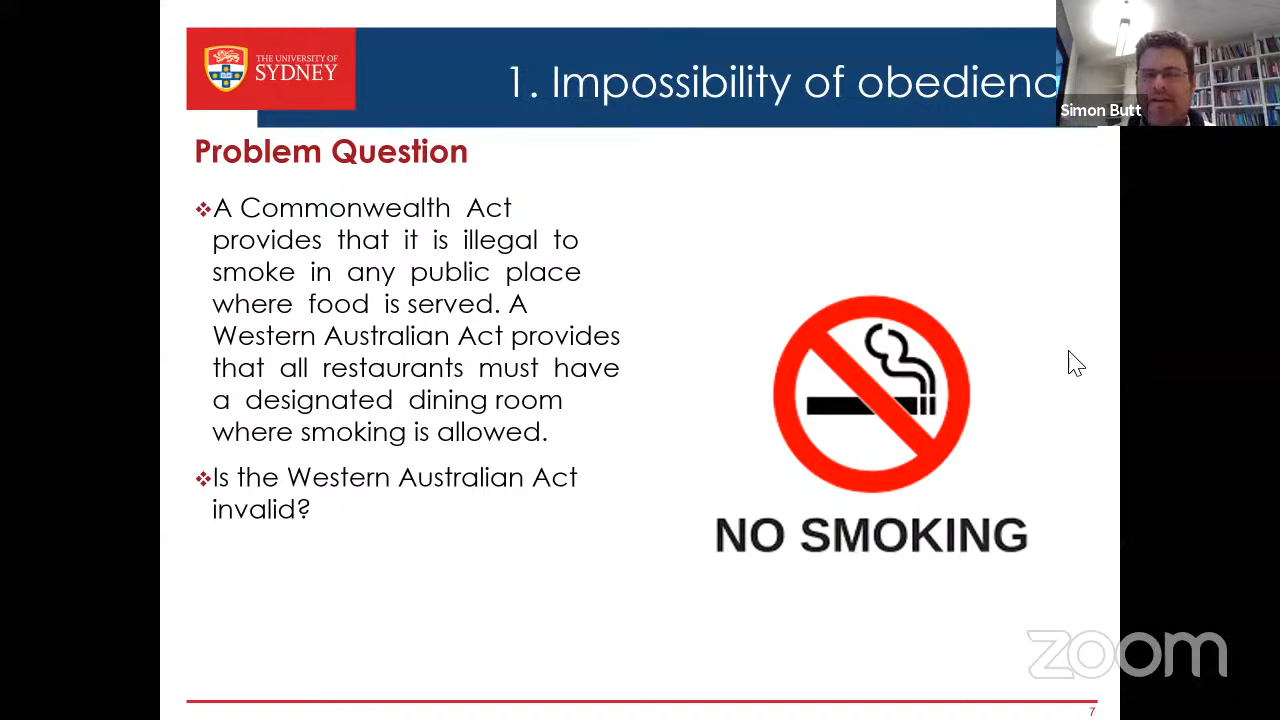 THE UNIVERSITY OF
SYDNEY
1. Impossibility of obedienc
Simon Butt
Problem Question
A Commonwealth Act
provides that it is illegal to
smoke in any public place
where food is served. A
Western Australian Act provides
that all restaurants must have
a designated dining room
where smoking is allowed.
Is the Western Australian Act
invalid?
NO SMOKING
zoom
7